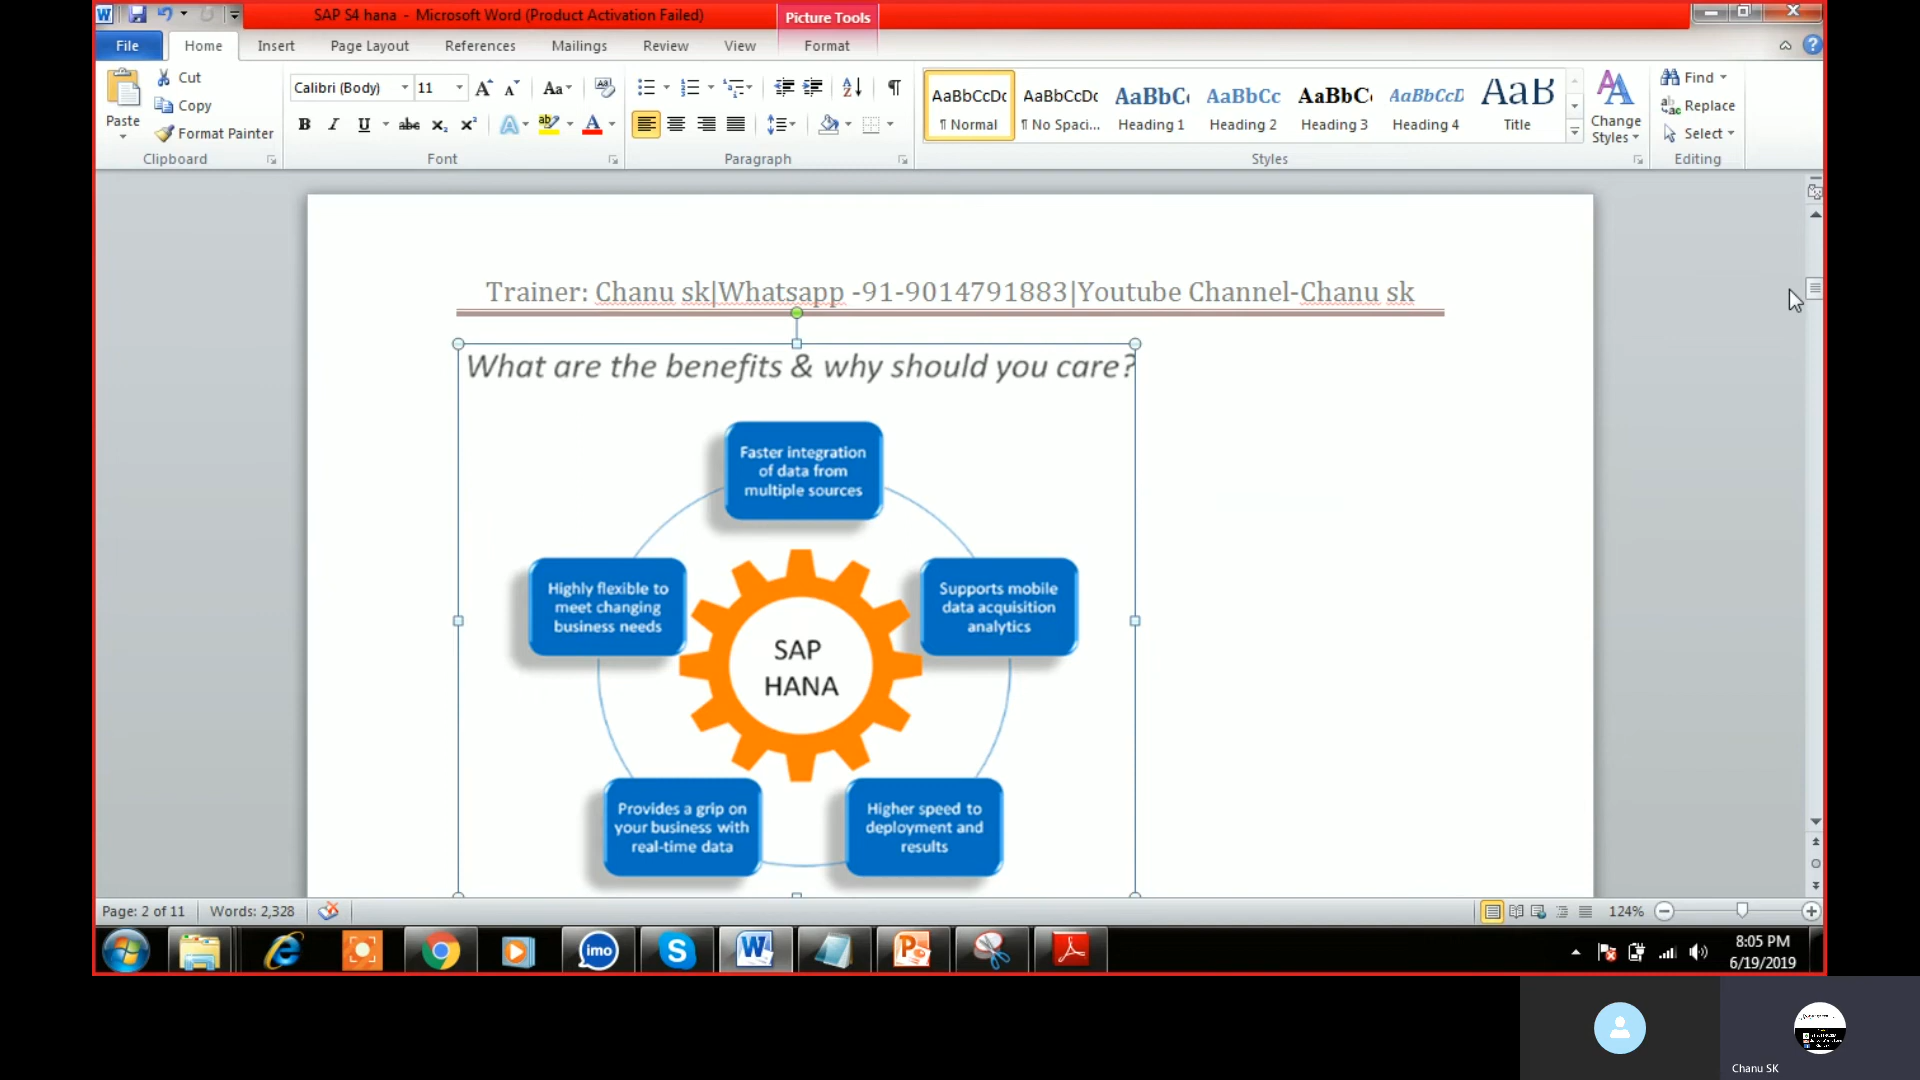 SAP S4 hana - Microsoft Word (Product Activation Failed)
Picture Tools
File Home Insert Page Layout References Mailings Review View Format
Paste
Cut
Copy
Format Painter
Clipboard
Calibri (Body) 11
Font
Paragraph
AaBbCcDc AaBbCcDc AaBbC AaBbCc AaBbC AaBbCcD AaB
¶ Normal ¶ No Spaci... Heading 1 Heading 2 Heading 3 Heading 4 Title
Change
Styles
Styles
Find
Replace
Select
Editing
Trainer: Chanu sk|Whatsapp -91-9014791883|Youtube Channel-Chanu sk
What are the benefits & why should you care?
Faster integration
of data from
multiple sources
Highly flexible to
meet changing
business needs
Supports mobile
data acquisition
analytics
SAP
HANA
Provides a grip on
your business with
real-time data
Higher speed to
deployment and
results
Page: 2 of 11 Words: 2,328 124%
imo
8:05 PM
6/19/2019
Chanu SK